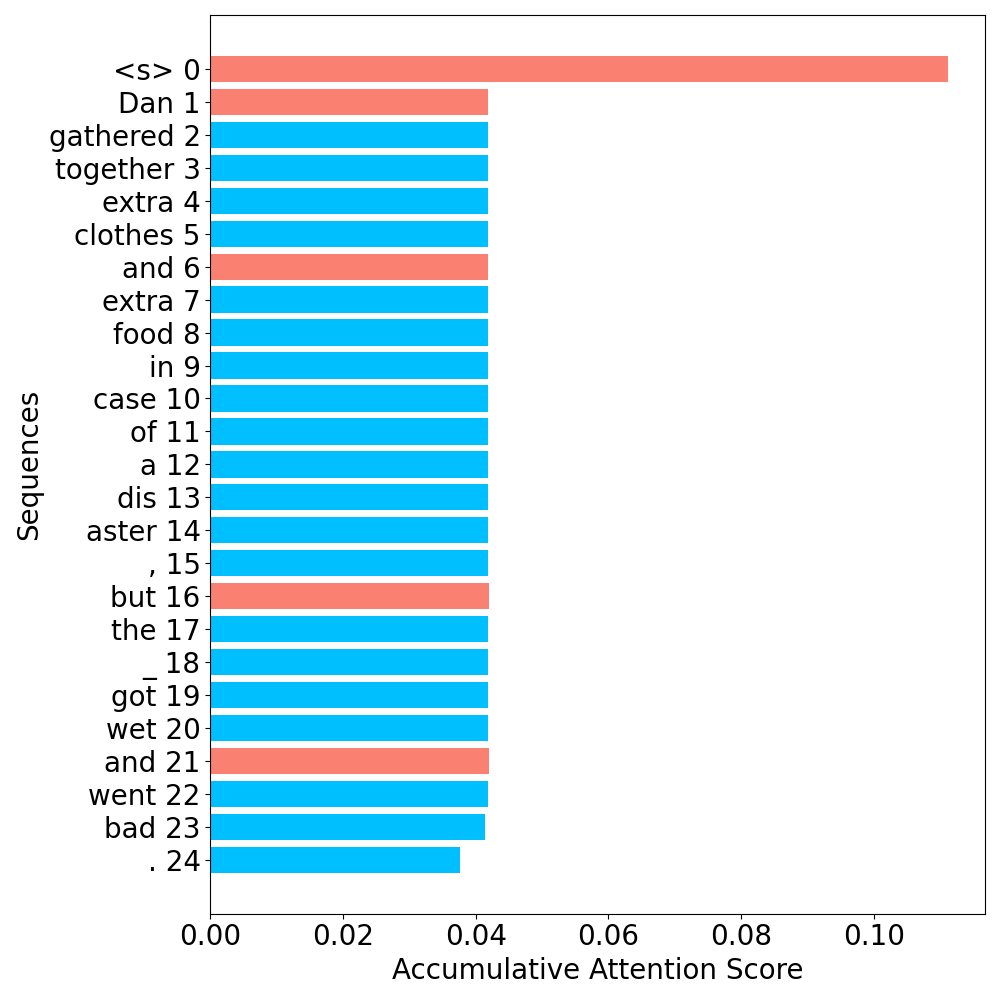 <s> 0
Dan 1
gathered 2
together 3
extra 4
clothes 5
and 6
extra 7
food 8
in 9
case 10
of 11
a 12
dis 13
aster 14
, 15
but 16
the 17
_ 18
got 19
wet 20
and 21
went 22
bad 23
. 24
Sequences
0.00 0.02 0.04 0.06 0.08 0.10
Accumulative Attention Score